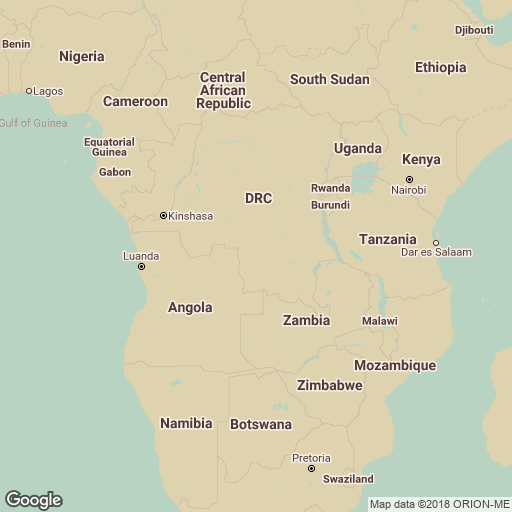 Djibouti
Benin
Nigeria
Ethiopia
Central
African
Republic
South Sudan
Lagos
Cameroon
Gulf of Guinea
Equatorial
Guinea
Uganda
Kenya
Gabon
Rwanda
Nairobi
DRC
Burundi
Kinshasa
Tanzania
Dar es Salaam
Luanda
Angola
Zambia
Malawi
Mozambique
Zimbabwe
Namibia
Botswana
Pretoria
Swaziland
Google
Map data ©2018 ORION-ME